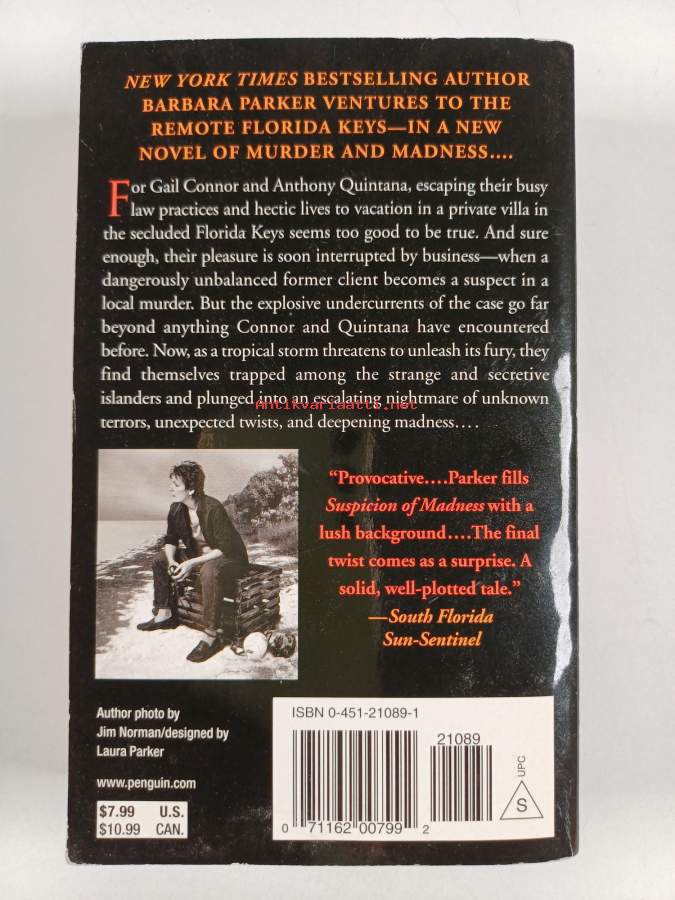 NEW YORK TIMES BESTSELLING AUTHOR
BARBARA PARKER VENTURES TO THE
REMOTE FLORIDA KEYS—IN A NEW
NOVEL OF MURDER AND MADNESS....
For Gail Connor and Anthony Quintana, escaping their busy
law practices and hectic lives to vacation in a private villa in
the secluded Florida Keys seems too good to be true. And sure
enough, their pleasure is soon interrupted by business—when a
dangerously unbalanced former client becomes a suspect in a
local murder. But the explosive undercurrents of the case go far
beyond anything Connor and Quintana have encountered
before. Now, as a tropical storm threatens to unleash its fury, they
find themselves trapped among the strange and secretive
islanders and plunged into an escalating nightmare of unknown
terrors, unexpected twists, and deepening madness....
Antikvariaatti.net
“Provocative....Parker fills
Suspicion of Madness with a
lush background....The final
twist comes as a surprise. A
solid, well-plotted tale.”
—South Florida
Sun-Sentinel
Author photo by
Jim Norman/designed by
Laura Parker
www.penguin.com
$7.99 U.S.
$10.99 CAN.
ISBN 0-451-21089-1
21089
0 71162 00799 2
S
UPC